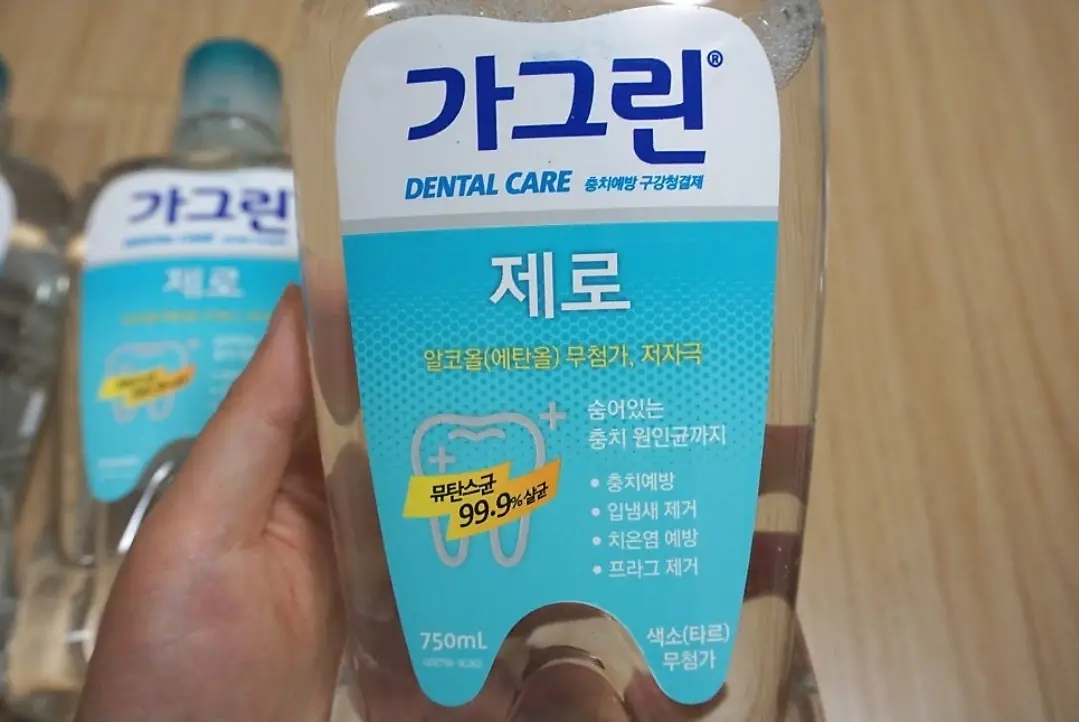 가그린®
DENTAL CARE 충치예방 구강청결제
제로
알코올(에탄올) 무첨가, 저자극
숨어있는
충치 원인균까지
뮤탄스균
99.9% 살균
• 충치예방
• 입냄새 제거
• 치은염 예방
• 프라그 제거
750mL
색소(타르)
무첨가
가그린
DENTAL CARE
제로